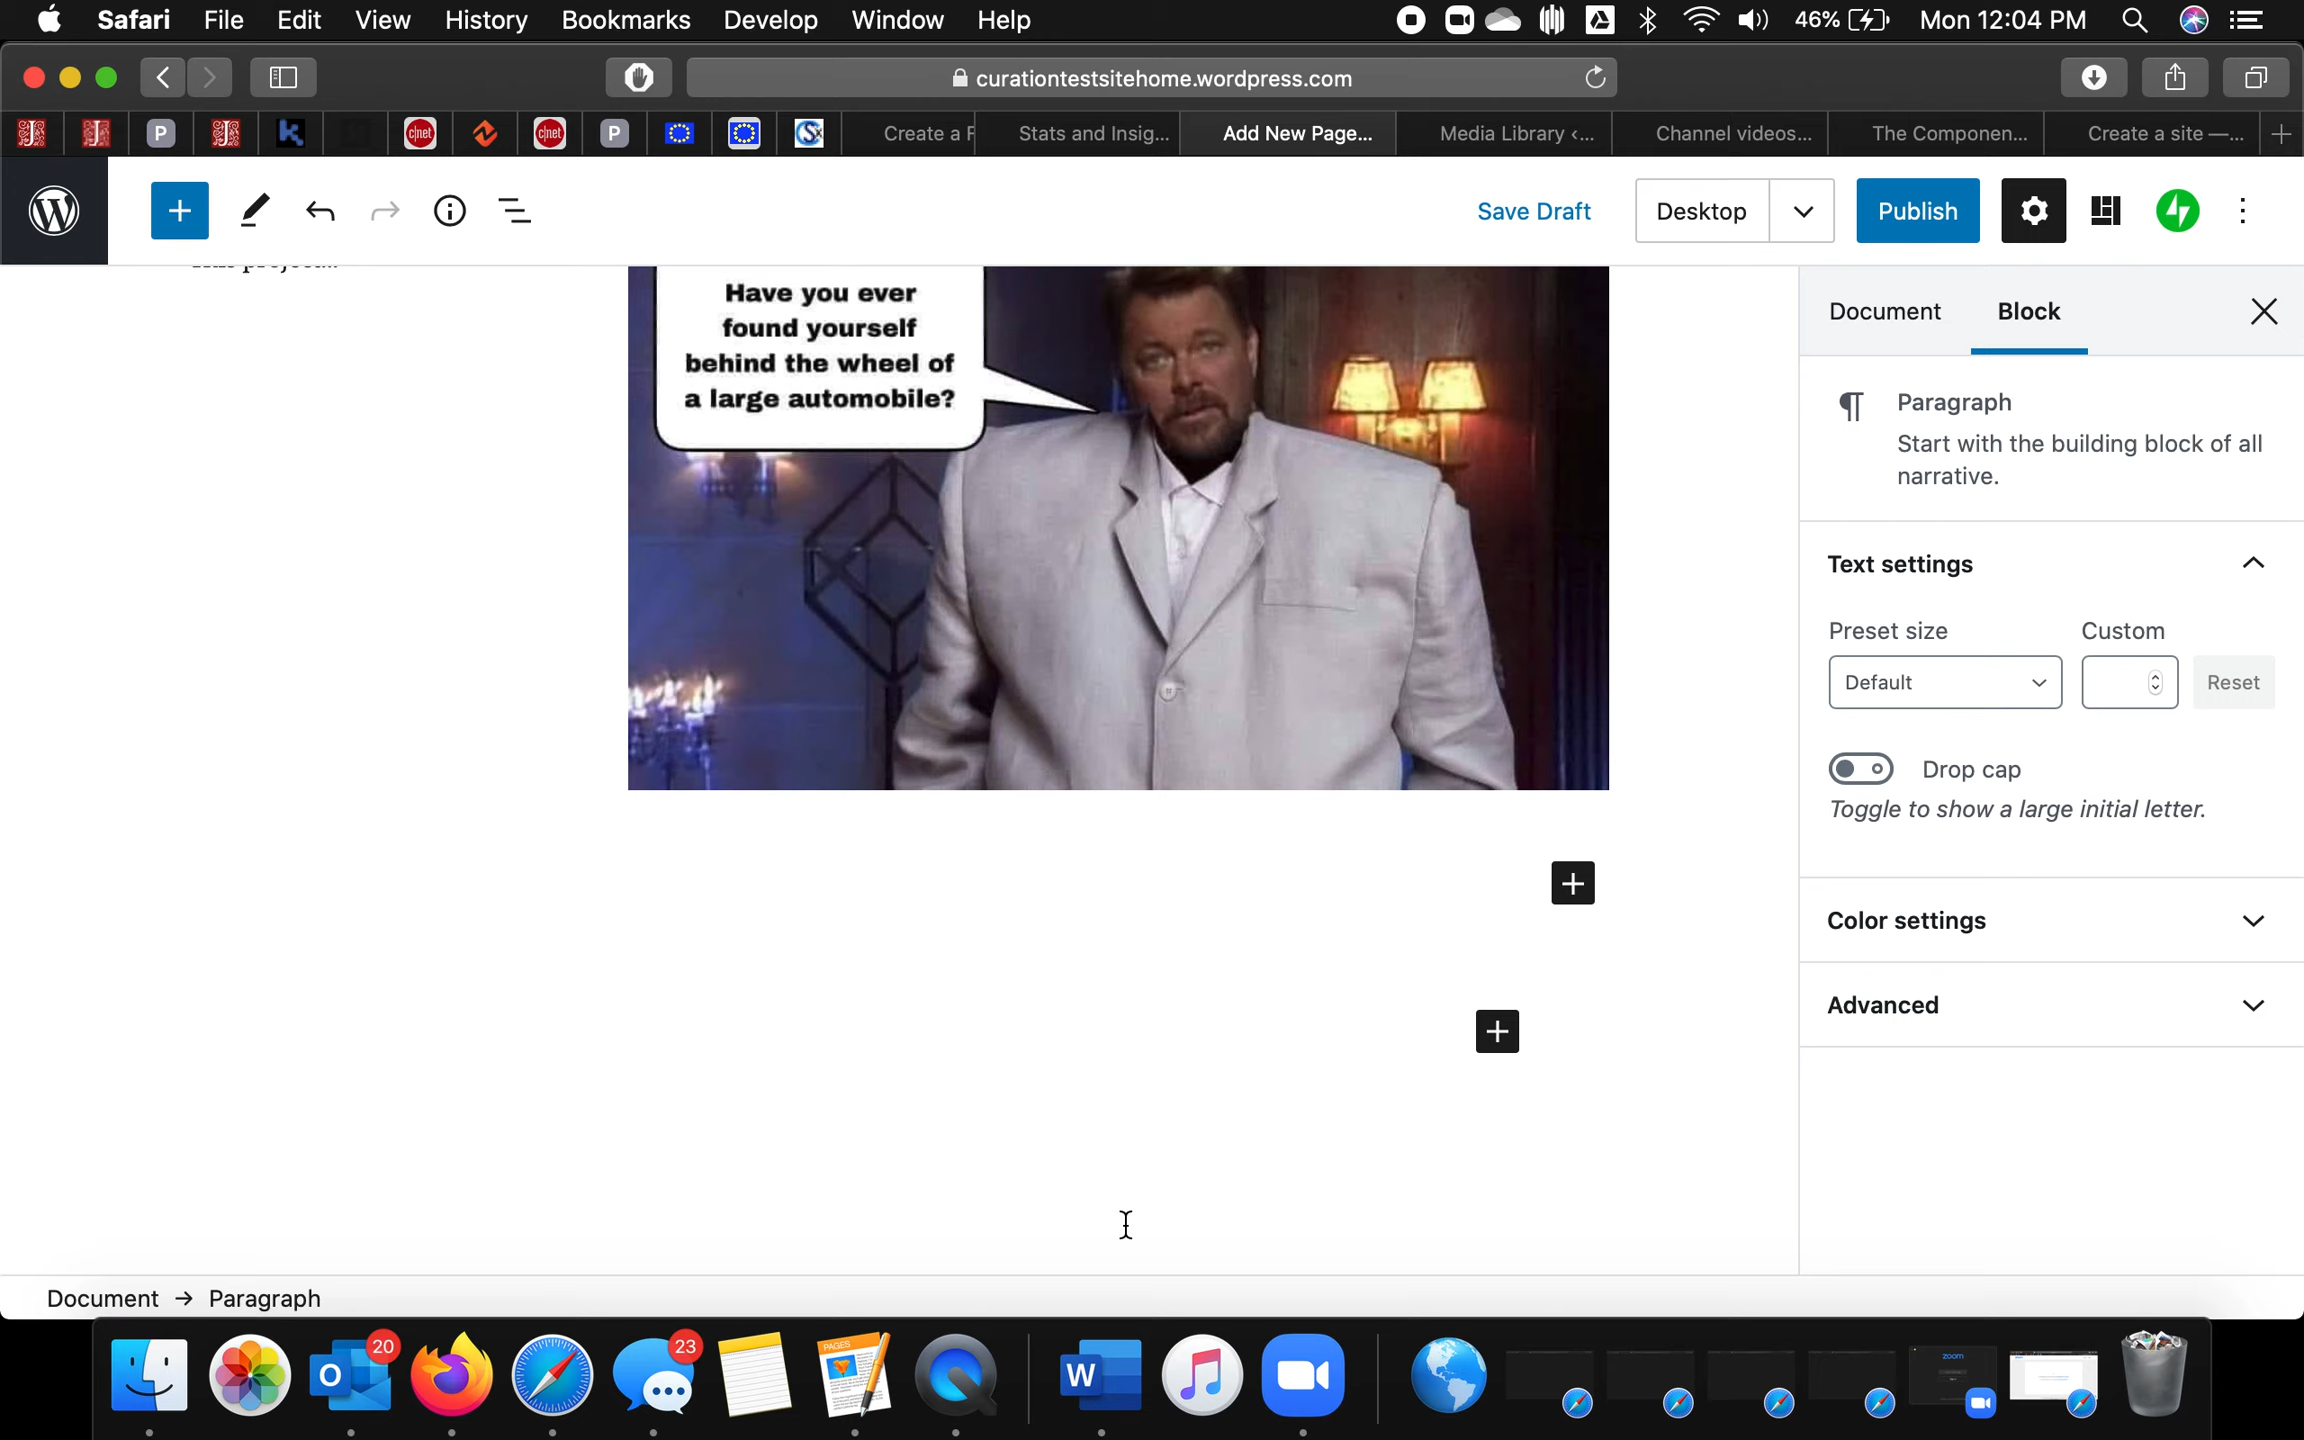 Safari File Edit View History Bookmarks Develop Window Help 46% Mon 12:04 PM
curationtestsitehome.wordpress.com
P c|net c|net P Create a F Stats and Insig... Add New Page... Media Library <... Channel videos... The Componen... Create a site —...
Save Draft Desktop Publish
Have you ever
found yourself
behind the wheel of
a large automobile?
Document Block
Paragraph
Start with the building block of all
narrative.
Text settings
Preset size Custom
Default Reset
Drop cap
Toggle to show a large initial letter.
Color settings
Advanced
Document → Paragraph
20 23
PAGES
W
zoom